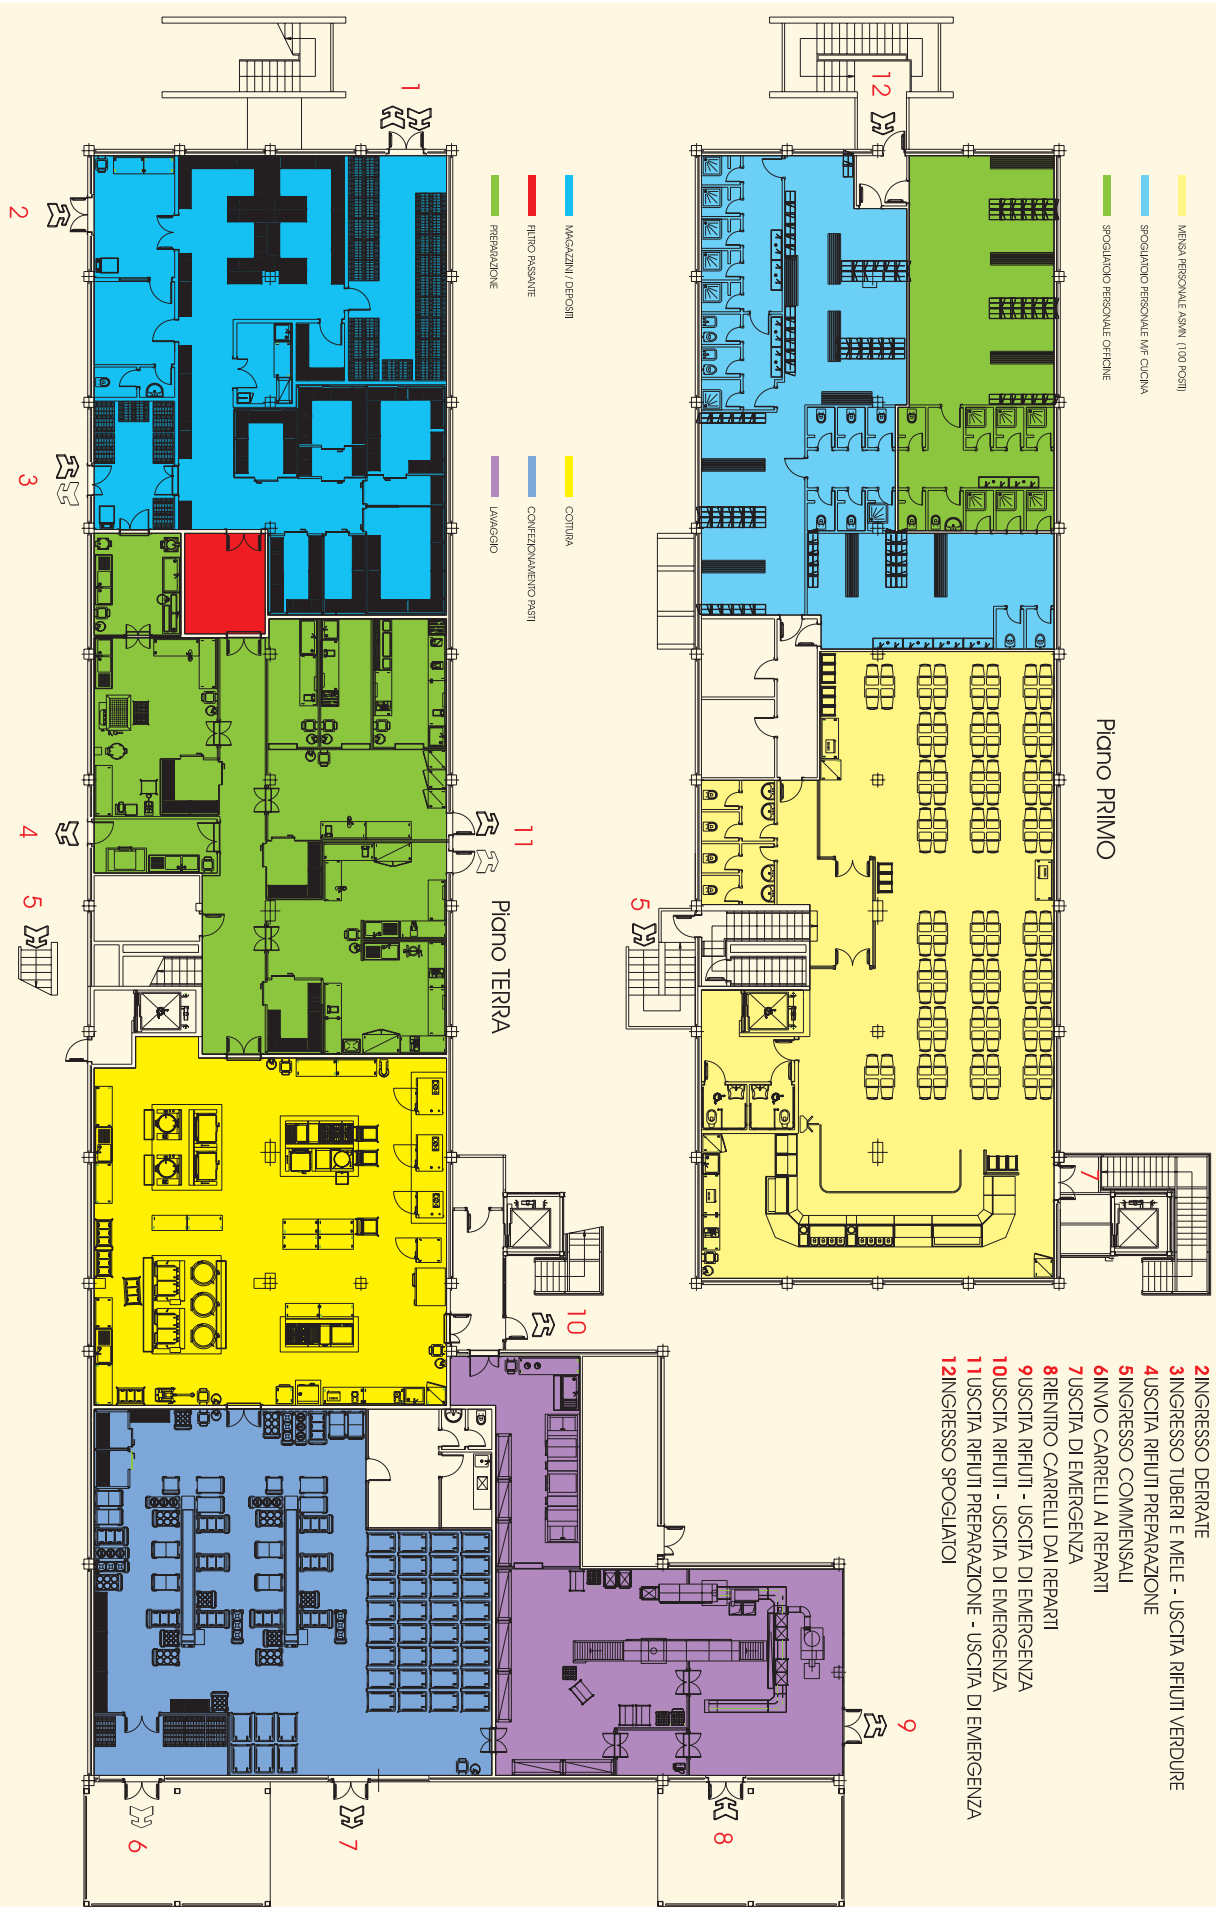 MENSA PERSONALE ASMN (100 POSTI)
SPOGLIATOIO PERSONALE M/F CUCINA
SPOGLIATOIO PERSONALE OFFICINE
Piano PRIMO
12
5
7
MAGAZZINI / DEPOSITI
FILTRO PASSANTE
PREPARAZIONE
COTTURA
CONFEZIONAMENTO PASTI
LAVAGGIO
Piano TERRA
1
2
3
4
5
11
10
9
8
7
6
2 INGRESSO DERRATE
3 INGRESSO TUBERI E MELE - USCITA RIFIUTI VERDURE
4 USCITA RIFIUTI PREPARAZIONE
5 INGRESSO COMMENSALI
6 INVIO CARRELLI AI REPARTI
7 USCITA DI EMERGENZA
8 RIENTRO CARRELLI DAI REPARTI
9 USCITA RIFIUTI - USCITA DI EMERGENZA
10 USCITA RIFIUTI - USCITA DI EMERGENZA
11 USCITA RIFIUTI PREPARAZIONE - USCITA DI EMERGENZA
12 INGRESSO SPOGLIATOI